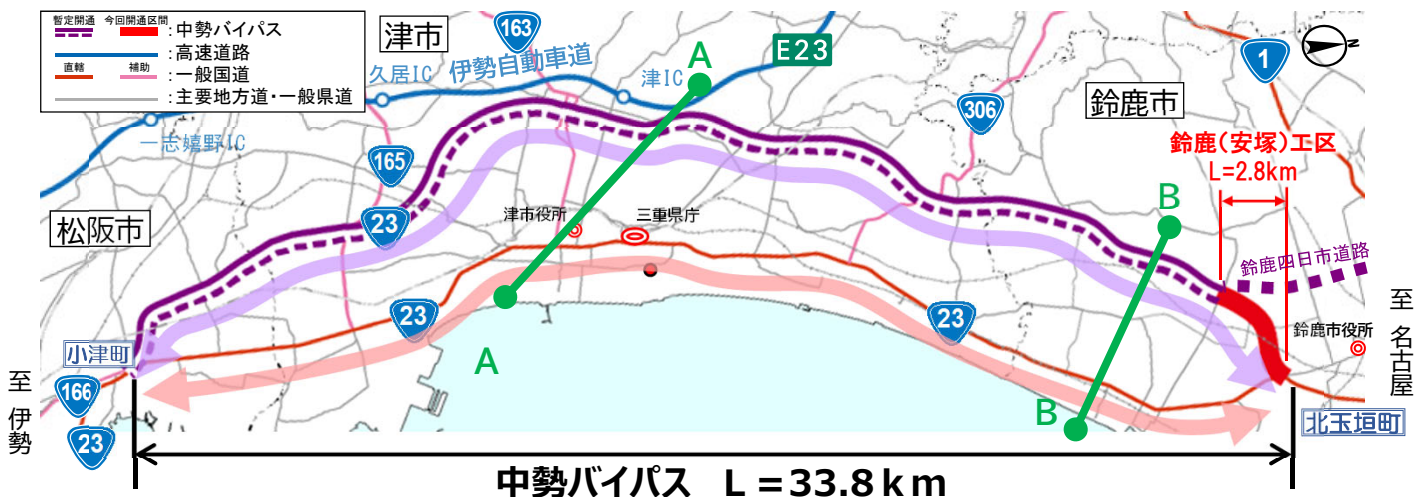 暫定開通 今回開通区間
:中勢バイパス
:高速道路
直轄 補助
:一般国道
:主要地方道・一般県道
津市
163
A
E23
久居IC
伊勢自動車道
津IC
1
N
一志嬉野IC
306
鈴鹿市
鈴鹿(安塚)工区
L=2.8km
165
B
松阪市
23
津市役所
三重県庁
鈴鹿四日市道路
至 名古屋
23
23
鈴鹿市役所
小津町
A
166
B
北玉垣町
至 伊勢
23
中勢バイパス L=33.8km